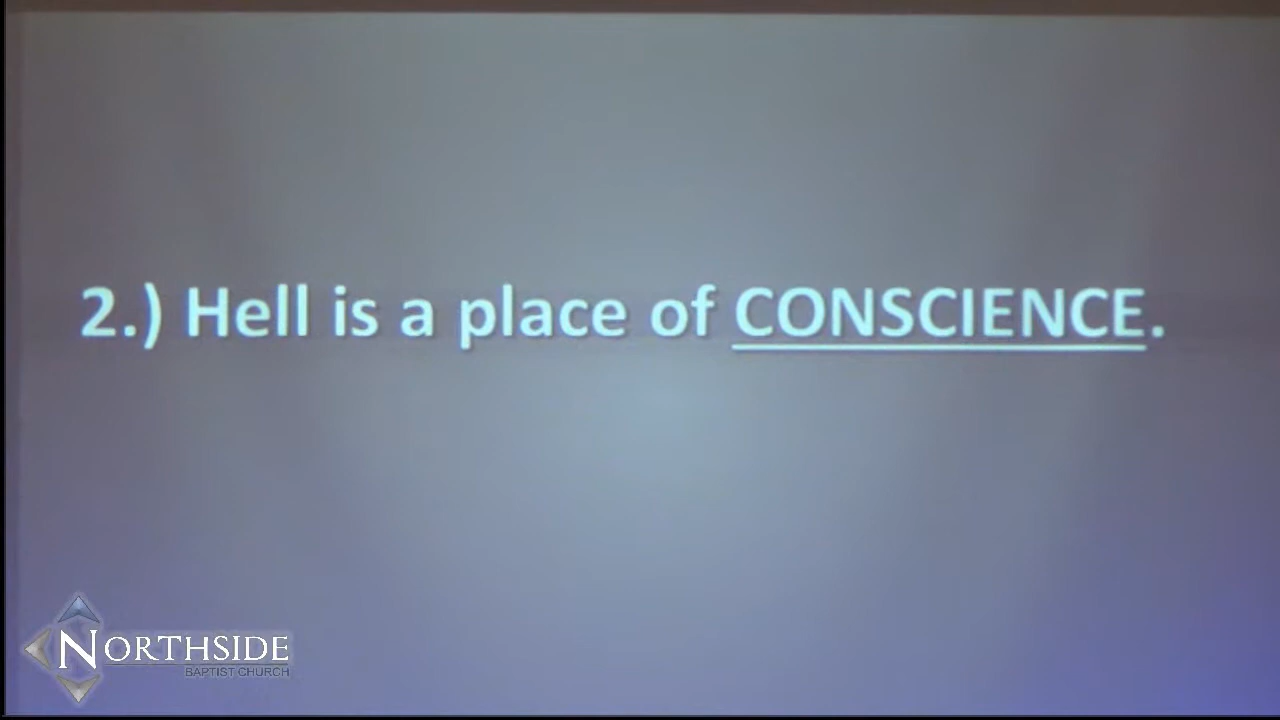 2.) Hell is a place of CONSCIENCE.
NORTHSIDE
BAPTIST CHURCH